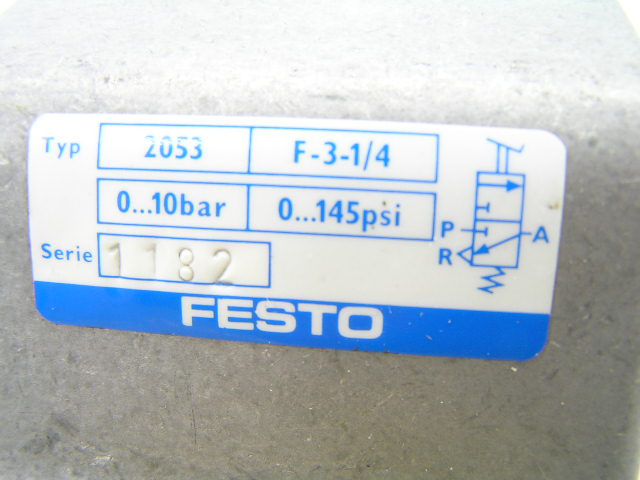 Typ 2053 F-3-1/4
0...10bar 0...145psi
P A
R
Serie 1182
FESTO